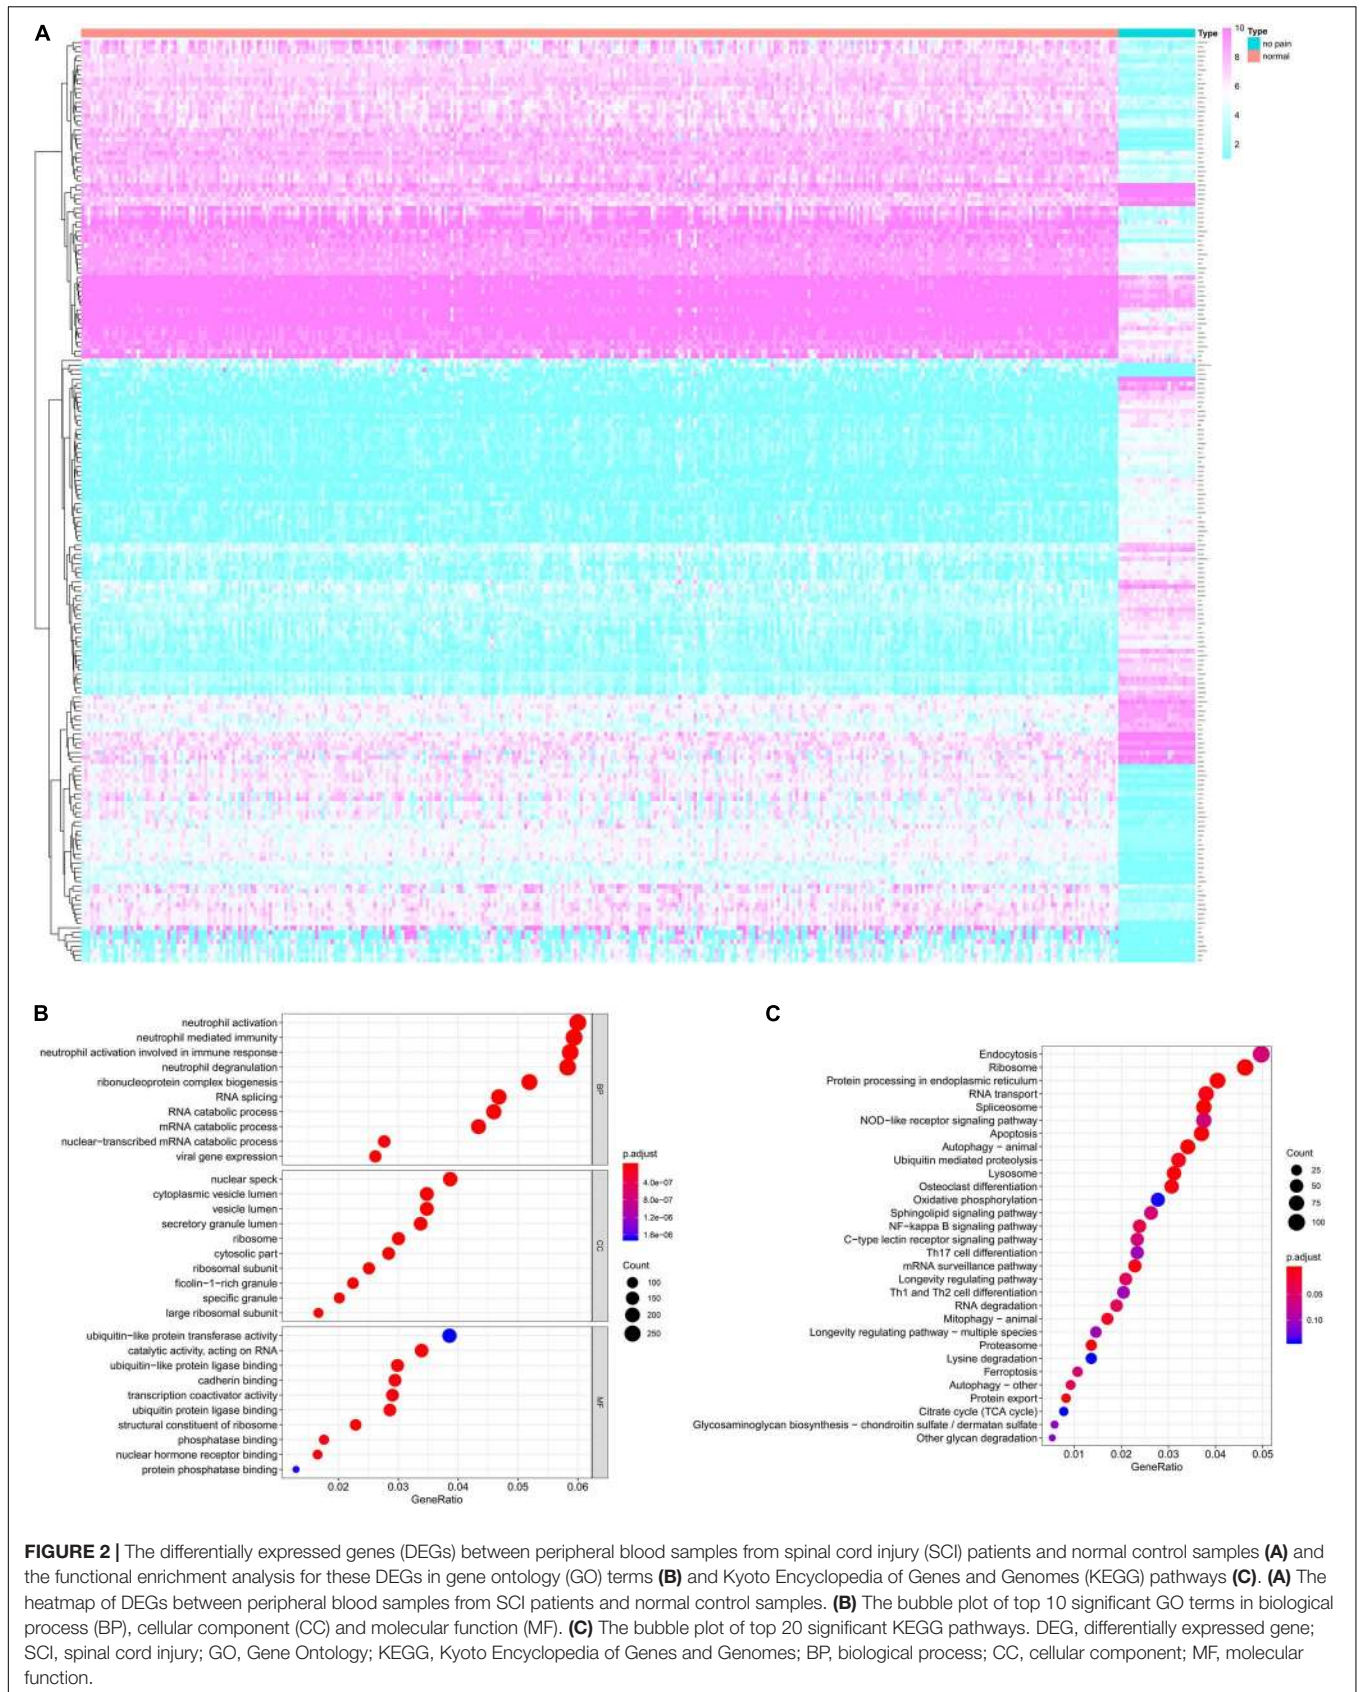 A
Type
10
8
6
4
2
Type
no pain
normal
B
neutrophil activation
neutrophil mediated immunity
neutrophil activation involved in immune response
neutrophil degranulation
ribonucleoprotein complex biogenesis
RNA splicing
RNA catabolic process
mRNA catabolic process
nuclear-transcribed mRNA catabolic process
viral gene expression
BP
nuclear speck
cytoplasmic vesicle lumen
vesicle lumen
secretory granule lumen
ribosome
cytosolic part
ribosomal subunit
ficolin-1-rich granule
specific granule
large ribosomal subunit
CC
ubiquitin-like protein transferase activity
catalytic activity, acting on RNA
ubiquitin-like protein ligase binding
cadherin binding
transcription coactivator activity
ubiquitin protein ligase binding
structural constituent of ribosome
phosphatase binding
nuclear hormone receptor binding
protein phosphatase binding
MF
0.02 0.03 0.04 0.05 0.06
GeneRatio
p.adjust
4.0e-07
8.0e-07
1.2e-06
1.6e-06
Count
100
150
200
250
C
Endocytosis
Ribosome
Protein processing in endoplasmic reticulum
RNA transport
Spliceosome
NOD-like receptor signaling pathway
Apoptosis
Autophagy - animal
Ubiquitin mediated proteolysis
Lysosome
Osteoclast differentiation
Oxidative phosphorylation
Sphingolipid signaling pathway
NF-kappa B signaling pathway
C-type lectin receptor signaling pathway
Th17 cell differentiation
mRNA surveillance pathway
Longevity regulating pathway
Th1 and Th2 cell differentiation
RNA degradation
Mitophagy - animal
Longevity regulating pathway - multiple species
Proteasome
Lysine degradation
Ferroptosis
Autophagy - other
Protein export
Citrate cycle (TCA cycle)
Glycosaminoglycan biosynthesis - chondroitin sulfate / dermatan sulfate
Other glycan degradation
0.01 0.02 0.03 0.04 0.05
GeneRatio
Count
25
50
75
100
p.adjust
0.05
0.10
FIGURE 2 | The differentially expressed genes (DEGs) between peripheral blood samples from spinal cord injury (SCI) patients and normal control samples (A) and
the functional enrichment analysis for these DEGs in gene ontology (GO) terms (B) and Kyoto Encyclopedia of Genes and Genomes (KEGG) pathways (C). (A) The
heatmap of DEGs between peripheral blood samples from SCI patients and normal control samples. (B) The bubble plot of top 10 significant GO terms in biological
process (BP), cellular component (CC) and molecular function (MF). (C) The bubble plot of top 20 significant KEGG pathways. DEG, differentially expressed gene;
SCI, spinal cord injury; GO, Gene Ontology; KEGG, Kyoto Encyclopedia of Genes and Genomes; BP, biological process; CC, cellular component; MF, molecular
function.